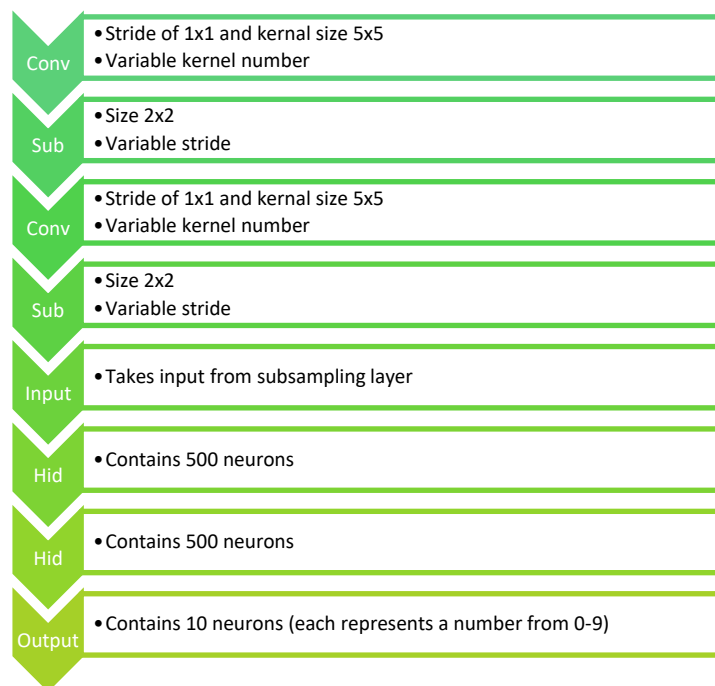 Conv
•Stride of 1x1 and kernal size 5x5
•Variable kernel number
Sub
•Size 2x2
•Variable stride
Conv
•Stride of 1x1 and kernal size 5x5
•Variable kernel number
Sub
•Size 2x2
•Variable stride
Input
•Takes input from subsampling layer
Hid
•Contains 500 neurons
Hid
•Contains 500 neurons
Output
•Contains 10 neurons (each represents a number from 0-9)